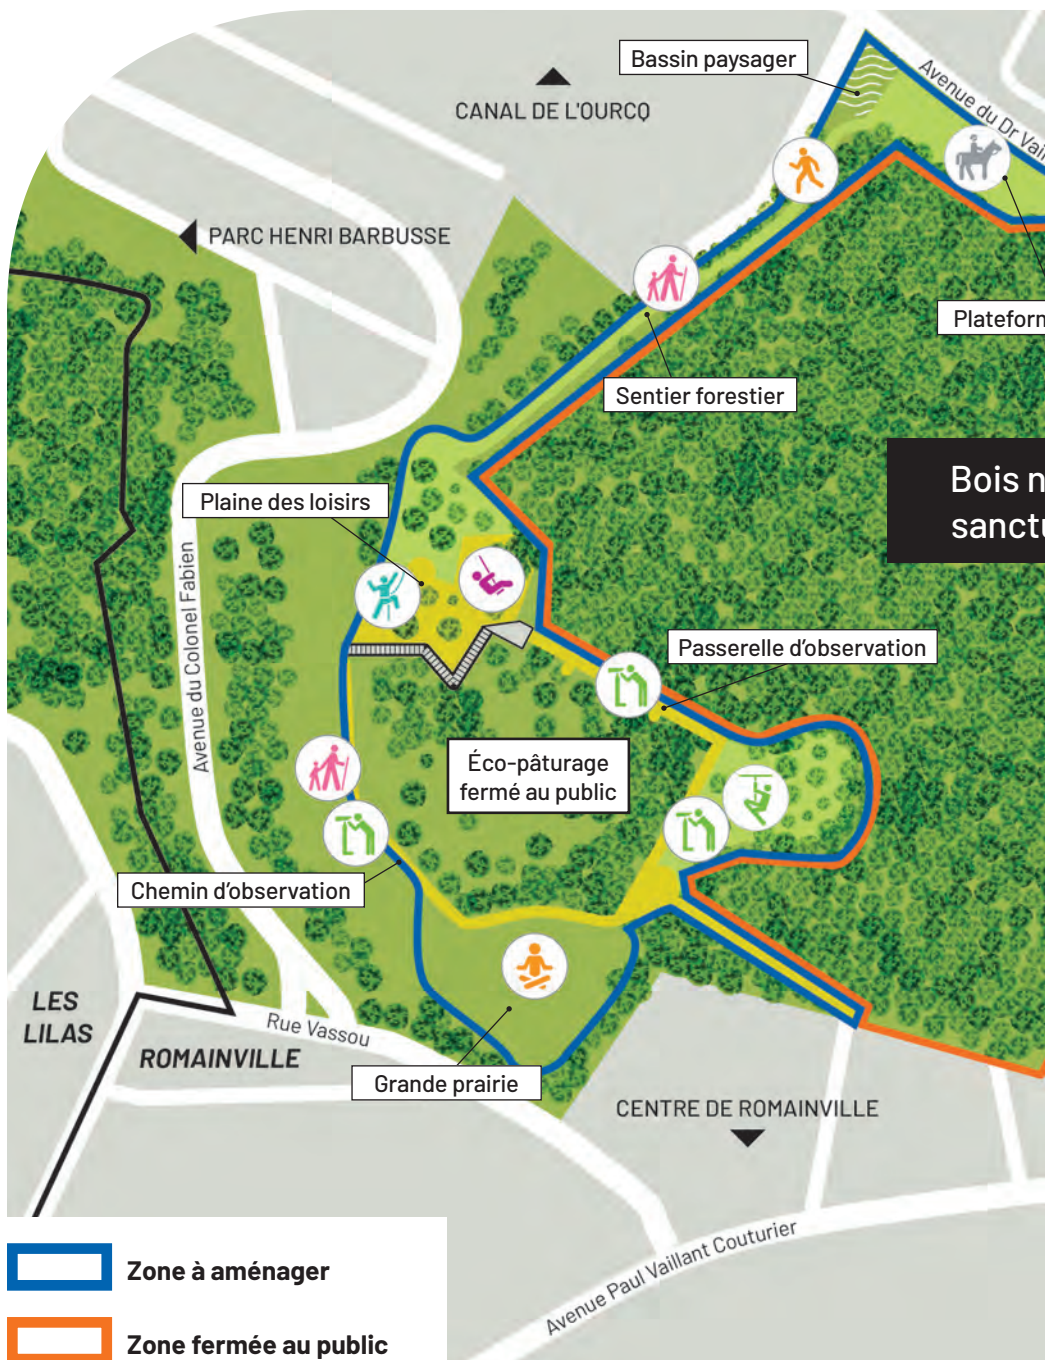 Bassin paysager
CANAL DE L'OURCQ
Avenue du Dr Vail
PARC HENRI BARBUSSE
Plateform
Sentier forestier
Bois n
sanctu
Plaine des loisirs
Avenue du Colonel Fabien
Passerelle d'observation
Éco-pâturage
fermé au public
Chemin d'observation
LES
LILAS
Rue Vassou
ROMAINVILLE
Grande prairie
CENTRE DE ROMAINVILLE
Avenue Paul Vaillant Couturier
Zone à aménager
Zone fermée au public